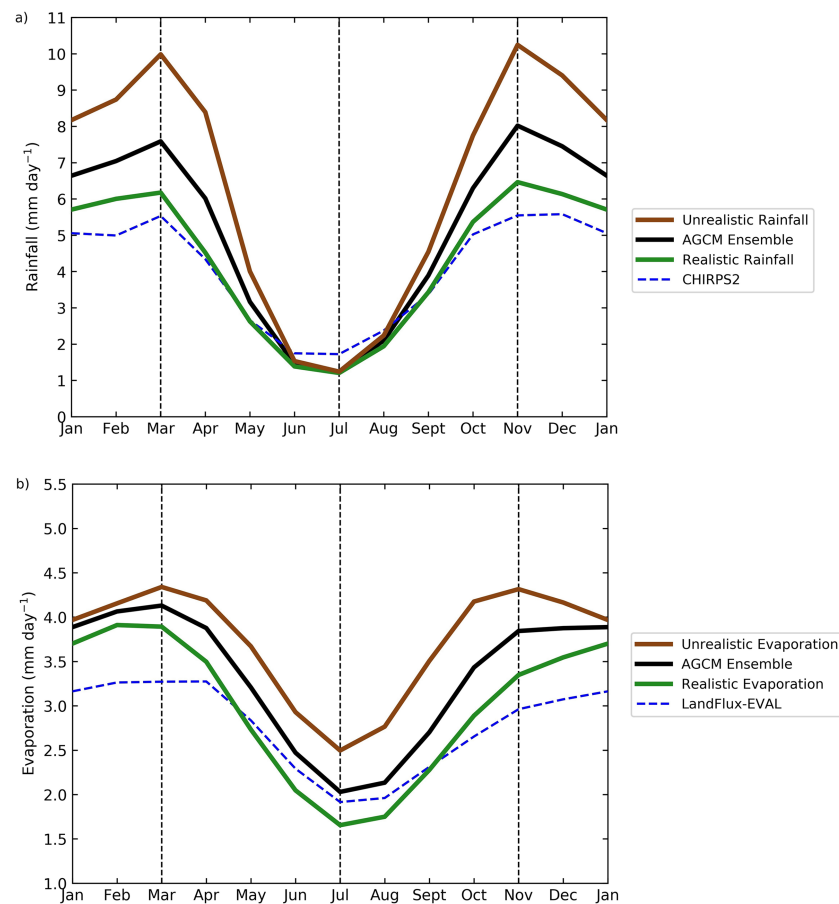 a)
11
10
9
8
7
6
5
4
3
2
1
0
Rainfall (mm day⁻¹)
Jan Feb Mar Apr May Jun Jul Aug Sept Oct Nov Dec Jan
Unrealistic Rainfall
AGCM Ensemble
Realistic Rainfall
CHIRPS2
b)
5.5
5.0
4.5
4.0
3.5
3.0
2.5
2.0
1.5
1.0
Evaporation (mm day⁻¹)
Jan Feb Mar Apr May Jun Jul Aug Sept Oct Nov Dec Jan
Unrealistic Evaporation
AGCM Ensemble
Realistic Evaporation
LandFlux-EVAL